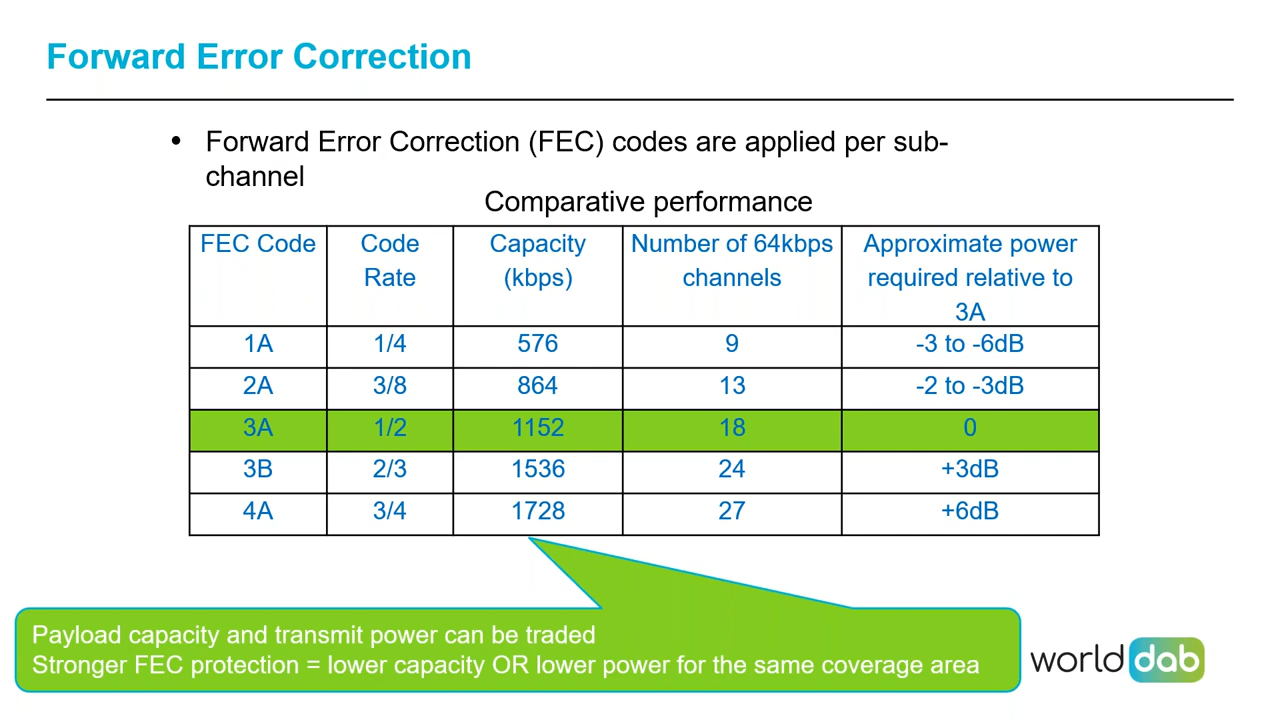 Forward Error Correction
• Forward Error Correction (FEC) codes are applied per sub-
channel
Comparative performance
FEC Code | Code Rate | Capacity (kbps) | Number of 64kbps channels | Approximate power required relative to 3A
1A | 1/4 | 576 | 9 | -3 to -6dB
2A | 3/8 | 864 | 13 | -2 to -3dB
3A | 1/2 | 1152 | 18 | 0
3B | 2/3 | 1536 | 24 | +3dB
4A | 3/4 | 1728 | 27 | +6dB
Payload capacity and transmit power can be traded
Stronger FEC protection = lower capacity OR lower power for the same coverage area
world dab